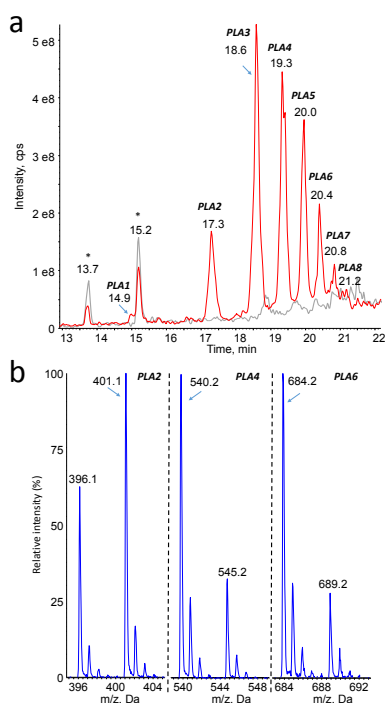 a
5 e8
4 e8
3 e8
2 e8
1 e8
0
Intensity, cps
PLA3
18.6
PLA4
19.3
PLA5
20.0
PLA6
20.4
PLA2
17.3
PLA7
20.8
PLA8
21.2
*
15.2
*
13.7
PLA1
14.9
13 14 15 16 17 18 19 20 21 22
Time, min
b
100
75
50
25
0
Relative intensity (%)
401.1
PLA2
396.1
540.2
PLA4
545.2
684.2
PLA6
689.2
396 400 404 540 544 548 684 688 692
m/z. Da m/z. Da m/z. Da